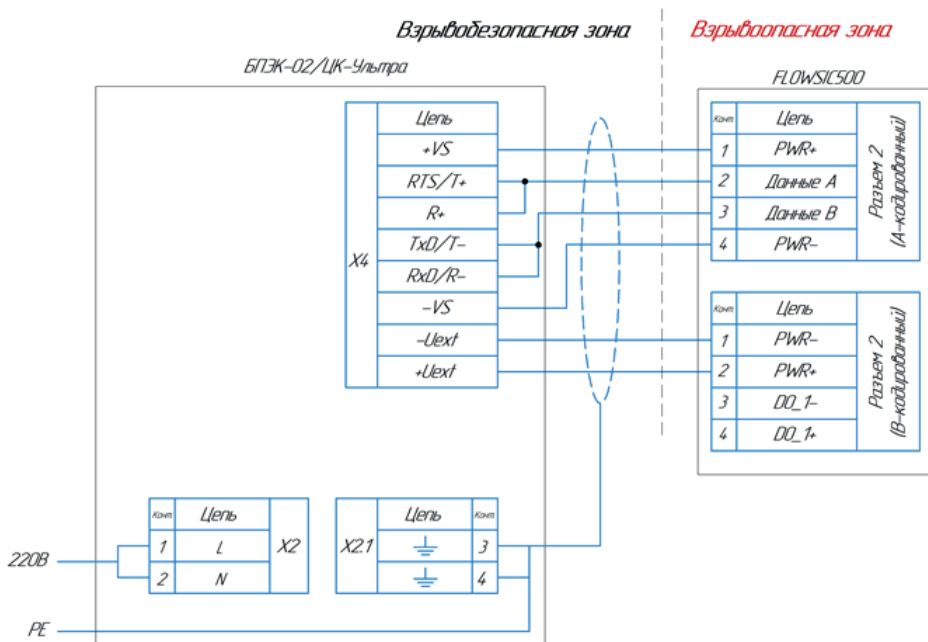 Взрывобезопасная зона
Взрывоопасная зона
БПЭК-02/ЦК-Ультра
FLOWSIC500
X4
Цепь
+VS
RTS/T+
R+
TxD/T-
RxD/R-
-VS
-Uext
+Uext
Конт. Цепь
1 PWR+
2 Данные A
3 Данные B
4 PWR-
Разъем 2
(A-кодированный)
Конт. Цепь
1 PWR-
2 PWR+
3 DO_1-
4 DO_1+
Разъем 2
(B-кодированный)
Конт. Цепь
1 L
2 N
X2
X2.1
Цепь Конт.
3
4
220В
PE